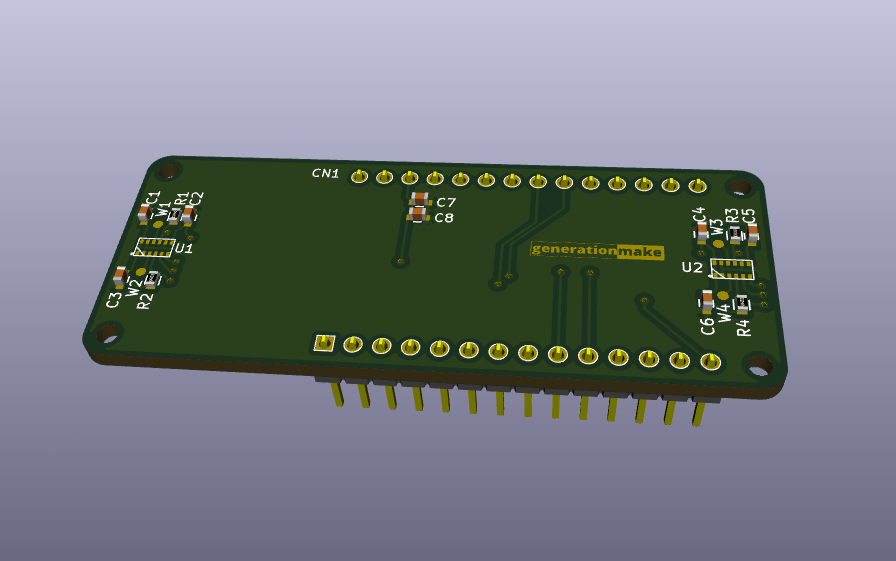 CN1
C1
W1
R1
C2
U1
C3
W2
R2
C7
C8
generationmake
C4
W3
R3
C5
U2
C6
W4
R4